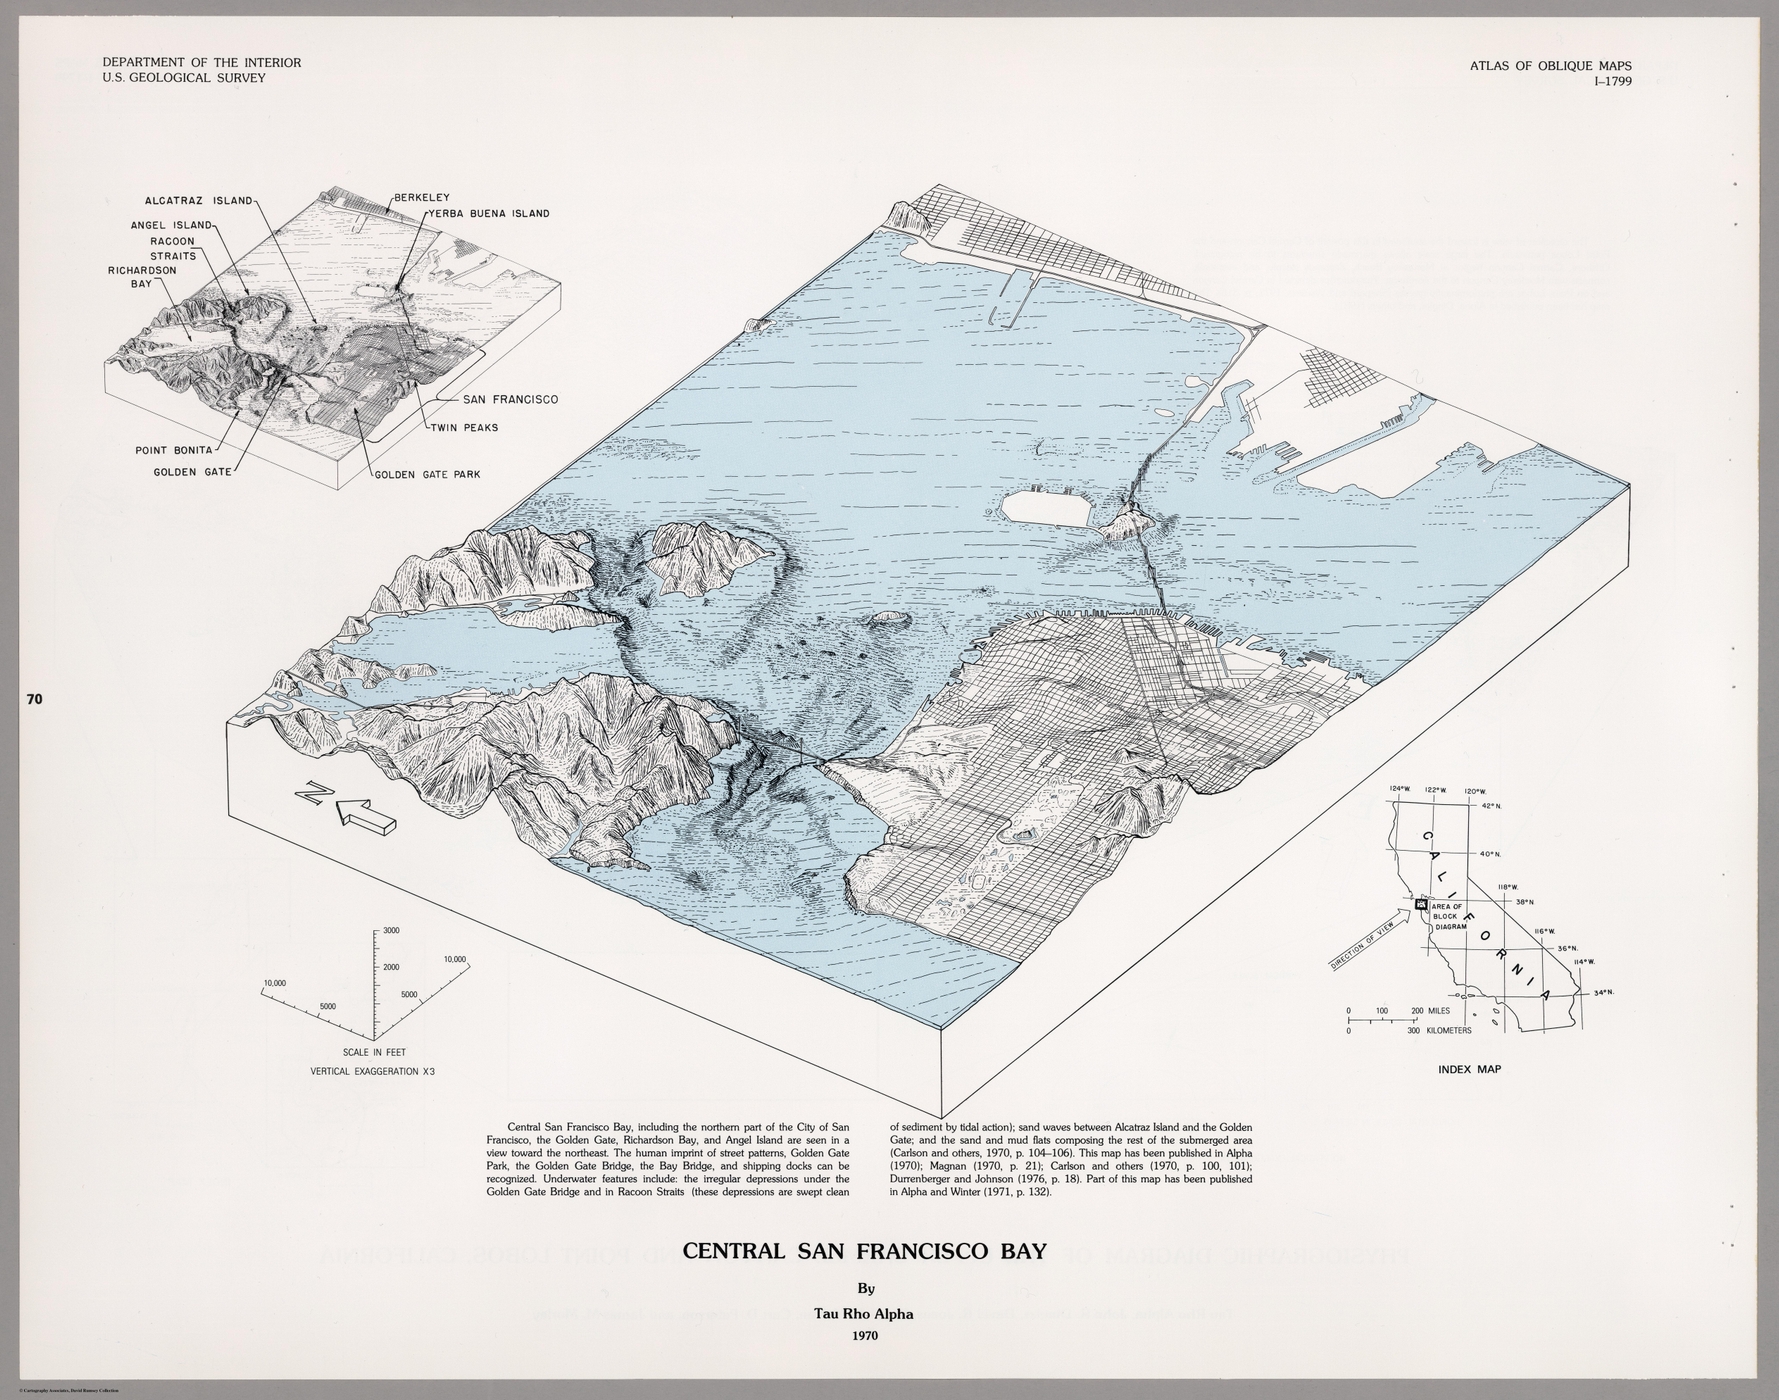 DEPARTMENT OF THE INTERIOR
U.S. GEOLOGICAL SURVEY
ATLAS OF OBLIQUE MAPS
I–1799
ALCATRAZ ISLAND
ANGEL ISLAND
RACOON
STRAITS
RICHARDSON
BAY
BERKELEY
YERBA BUENA ISLAND
SAN FRANCISCO
TWIN PEAKS
POINT BONITA
GOLDEN GATE
GOLDEN GATE PARK
70
N
3000
2000
10,000
5000
10,000
5000
SCALE IN FEET
VERTICAL EXAGGERATION X3
124°W.
122°W.
120°W.
42°N.
40°N.
118°W.
38°N
116°W.
36°N.
114°W.
34°N.
CALIFORNIA
AREA OF
BLOCK
DIAGRAM
DIRECTION OF VIEW
0 100 200 MILES
0 300 KILOMETERS
INDEX MAP
Central San Francisco Bay, including the northern part of the City of San
Francisco, the Golden Gate, Richardson Bay, and Angel Island are seen in a
view toward the northeast. The human imprint of street patterns, Golden Gate
Park, the Golden Gate Bridge, the Bay Bridge, and shipping docks can be
recognized. Underwater features include: the irregular depressions under the
Golden Gate Bridge and in Racoon Straits (these depressions are swept clean
of sediment by tidal action); sand waves between Alcatraz Island and the Golden
Gate; and the sand and mud flats composing the rest of the submerged area
(Carlson and others, 1970, p. 104–106). This map has been published in Alpha
(1970); Magnan (1970, p. 21); Carlson and others (1970, p. 100, 101);
Durrenberger and Johnson (1976, p. 18). Part of this map has been published
in Alpha and Winter (1971, p. 132).
CENTRAL SAN FRANCISCO BAY
By
Tau Rho Alpha
1970
© Cartography Associates, David Rumsey Collection